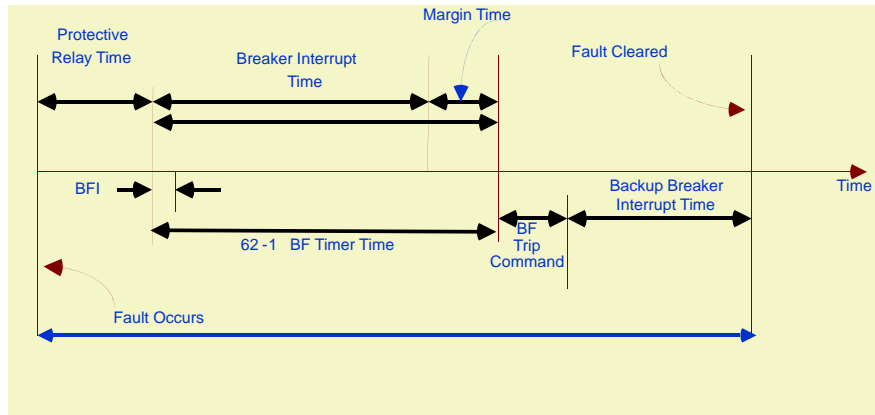 Margin Time
Protective
Relay Time
Breaker Interrupt
Time
Fault Cleared
BFI
Time
Backup Breaker
Interrupt Time
62 -1 BF Timer Time
BF
Trip
Command
Fault Occurs